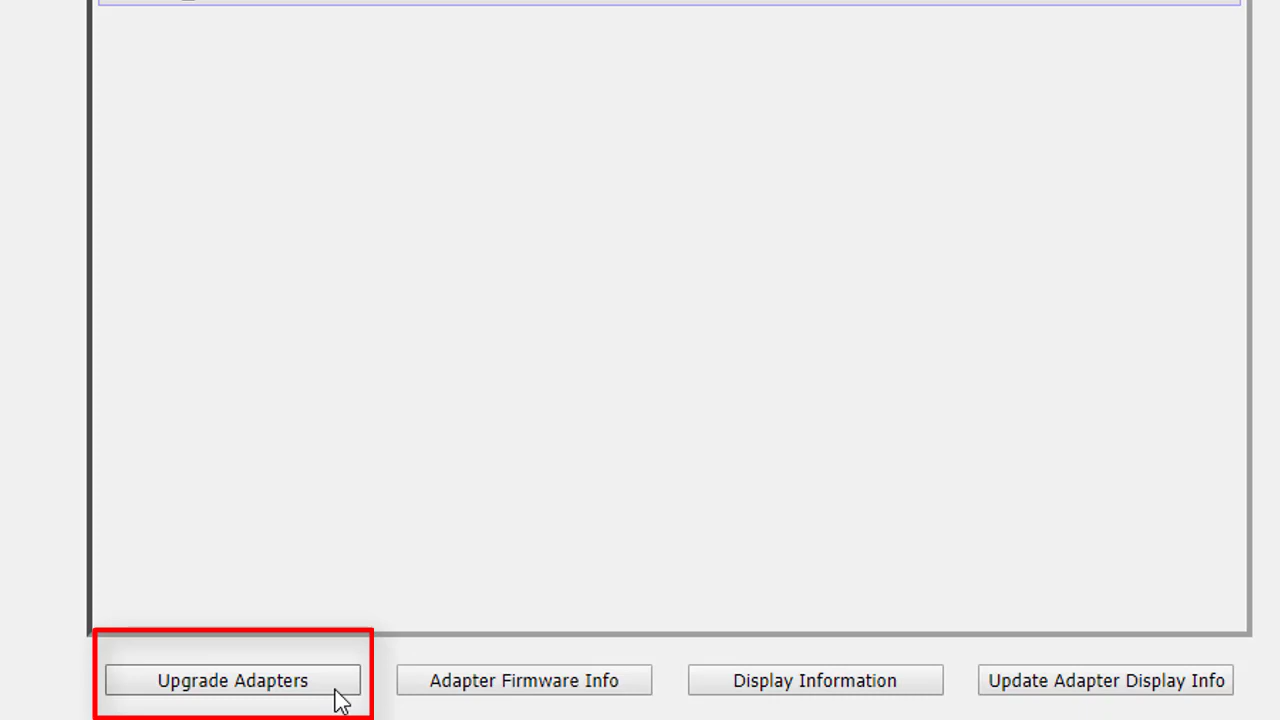 Upgrade Adapters
Adapter Firmware Info
Display Information
Update Adapter Display Info